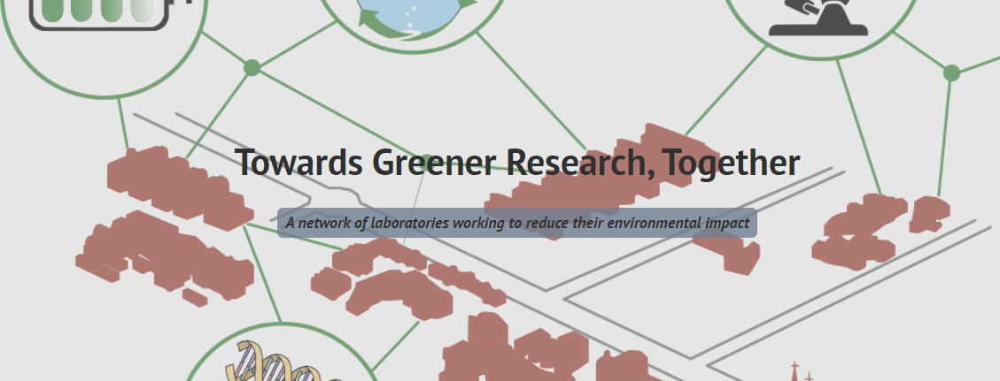 Towards Greener Research, Together
A network of laboratories working to reduce their environmental impact